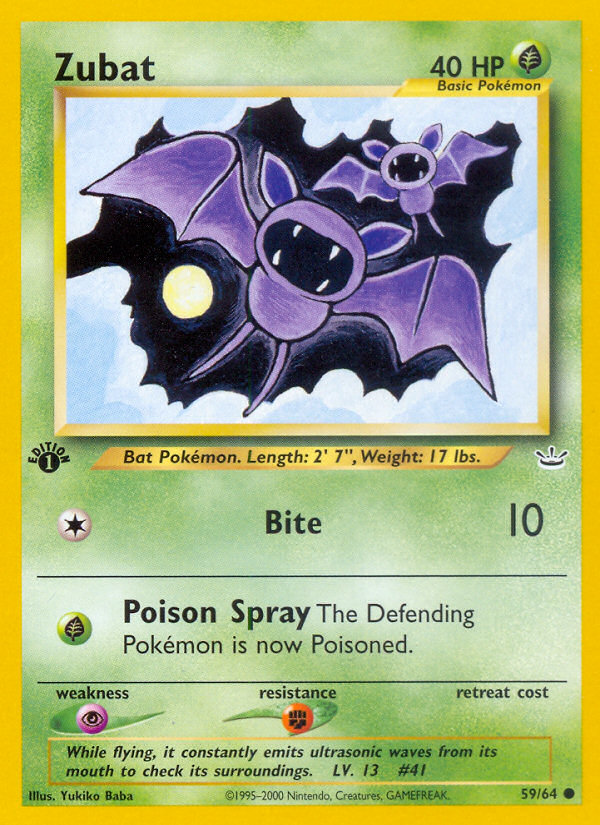 Zubat
40 HP
Basic Pokémon
EDITION
1
Bat Pokémon. Length: 2' 7", Weight: 17 lbs.
Bite 10
Poison Spray The Defending
Pokémon is now Poisoned.
weakness resistance retreat cost
While flying, it constantly emits ultrasonic waves from its
mouth to check its surroundings. LV. 13 #41
Illus. Yukiko Baba ©1995-2000 Nintendo, Creatures, GAMEFREAK. 59/64